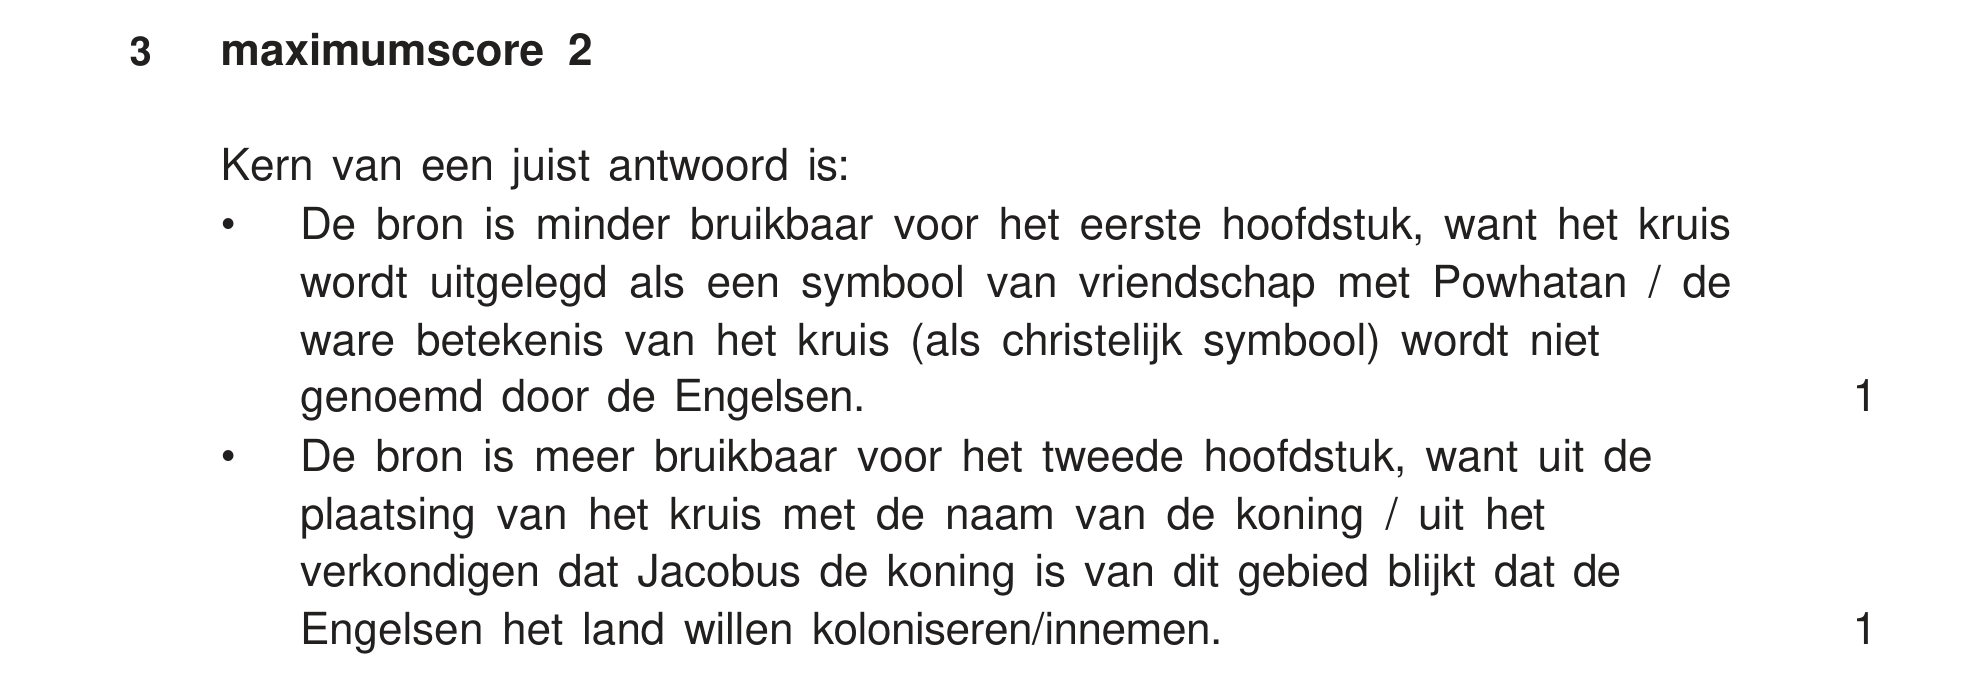 3 maximumscore 2
Kern van een juist antwoord is:
• De bron is minder bruikbaar voor het eerste hoofdstuk, want het kruis
wordt uitgelegd als een symbool van vriendschap met Powhatan / de
ware betekenis van het kruis (als christelijk symbool) wordt niet
genoemd door de Engelsen. 1
• De bron is meer bruikbaar voor het tweede hoofdstuk, want uit de
plaatsing van het kruis met de naam van de koning / uit het
verkondigen dat Jacobus de koning is van dit gebied blijkt dat de
Engelsen het land willen koloniseren/innemen. 1